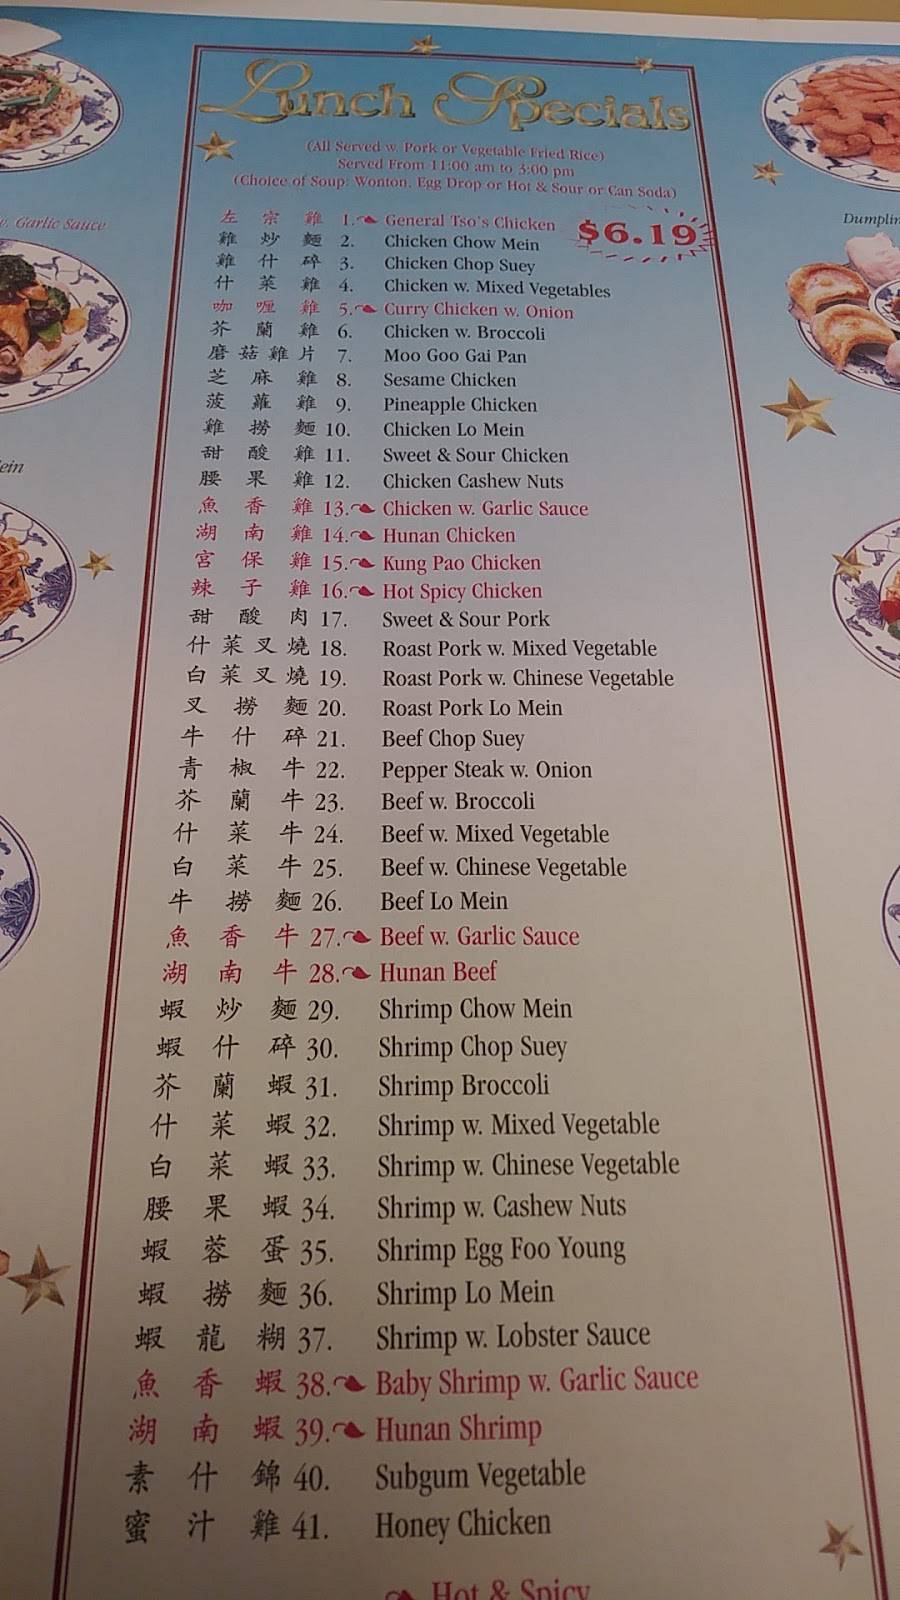 Lunch Specials
(All Served w. Pork or Vegetable Fried Rice)
Served From 11:00 am to 3:00 pm
(Choice of Soup: Wonton, Egg Drop or Hot & Sour or Can Soda)
$6.19
左宗雞 1. General Tso's Chicken
雞炒麵 2. Chicken Chow Mein
雞什碎 3. Chicken Chop Suey
什菜雞 4. Chicken w. Mixed Vegetables
咖喱雞 5. Curry Chicken w. Onion
芥蘭雞 6. Chicken w. Broccoli
磨菇雞片 7. Moo Goo Gai Pan
芝麻雞 8. Sesame Chicken
菠蘿雞 9. Pineapple Chicken
雞撈麵 10. Chicken Lo Mein
甜酸雞 11. Sweet & Sour Chicken
腰果雞 12. Chicken Cashew Nuts
魚香雞 13. Chicken w. Garlic Sauce
湖南雞 14. Hunan Chicken
宮保雞 15. Kung Pao Chicken
辣子雞 16. Hot Spicy Chicken
甜酸肉 17. Sweet & Sour Pork
什菜叉燒 18. Roast Pork w. Mixed Vegetable
白菜叉燒 19. Roast Pork w. Chinese Vegetable
叉撈麵 20. Roast Pork Lo Mein
牛什碎 21. Beef Chop Suey
青椒牛 22. Pepper Steak w. Onion
芥蘭牛 23. Beef w. Broccoli
什菜牛 24. Beef w. Mixed Vegetable
白菜牛 25. Beef w. Chinese Vegetable
牛撈麵 26. Beef Lo Mein
魚香牛 27. Beef w. Garlic Sauce
湖南牛 28. Hunan Beef
蝦炒麵 29. Shrimp Chow Mein
蝦什碎 30. Shrimp Chop Suey
芥蘭蝦 31. Shrimp Broccoli
什菜蝦 32. Shrimp w. Mixed Vegetable
白菜蝦 33. Shrimp w. Chinese Vegetable
腰果蝦 34. Shrimp w. Cashew Nuts
蝦蓉蛋 35. Shrimp Egg Foo Young
蝦撈麵 36. Shrimp Lo Mein
蝦龍糊 37. Shrimp w. Lobster Sauce
魚香蝦 38. Baby Shrimp w. Garlic Sauce
湖南蝦 39. Hunan Shrimp
素什錦 40. Subgum Vegetable
蜜汁雞 41. Honey Chicken
Hot & Spicy
w. Garlic Sauce